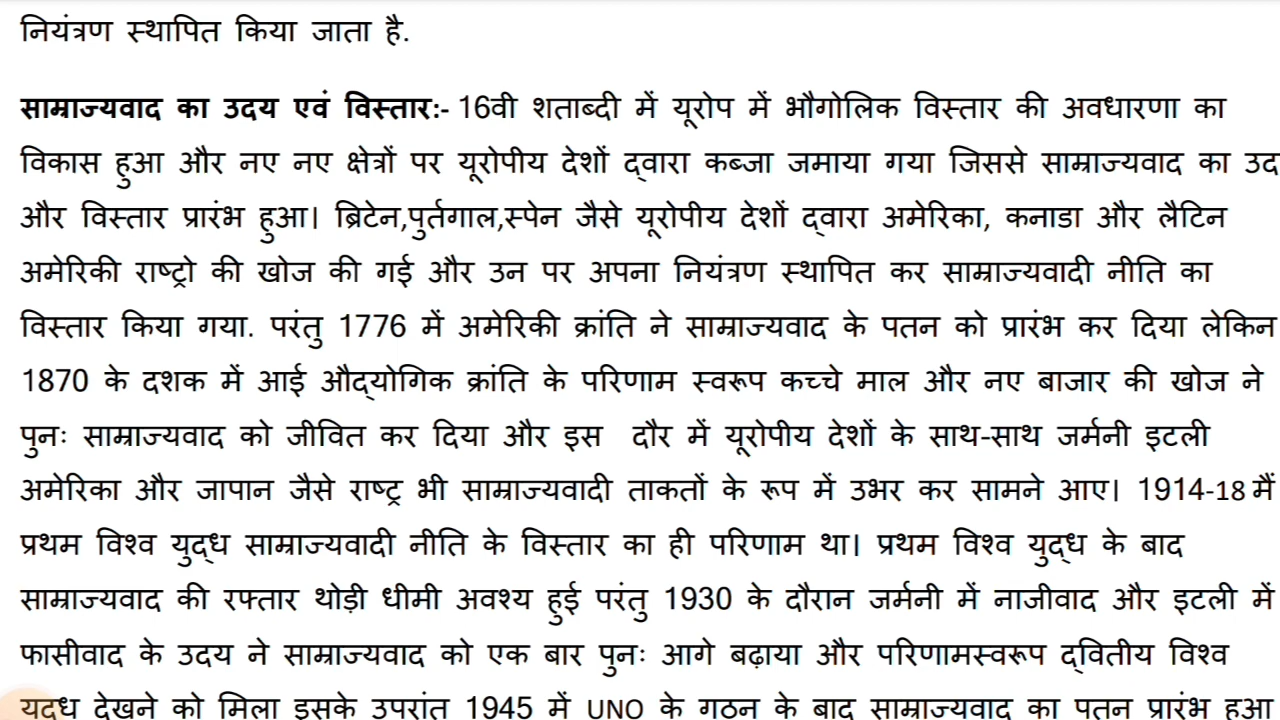 नियंत्रण स्थापित किया जाता है.
साम्राज्यवाद का उदय एवं विस्तार:- 16वी शताब्दी में यूरोप में भौगोलिक विस्तार की अवधारणा का
विकास हुआ और नए नए क्षेत्रों पर यूरोपीय देशों द्वारा कब्जा जमाया गया जिससे साम्राज्यवाद का उद
और विस्तार प्रारंभ हुआ। ब्रिटेन,पुर्तगाल,स्पेन जैसे यूरोपीय देशों द्वारा अमेरिका, कनाडा और लैटिन
अमेरिकी राष्ट्रो की खोज की गई और उन पर अपना नियंत्रण स्थापित कर साम्राज्यवादी नीति का
विस्तार किया गया. परंतु 1776 में अमेरिकी क्रांति ने साम्राज्यवाद के पतन को प्रारंभ कर दिया लेकिन
1870 के दशक में आई औद्योगिक क्रांति के परिणाम स्वरूप कच्चे माल और नए बाजार की खोज ने
पुनः साम्राज्यवाद को जीवित कर दिया और इस दौर में यूरोपीय देशों के साथ-साथ जर्मनी इटली
अमेरिका और जापान जैसे राष्ट्र भी साम्राज्यवादी ताकतों के रूप में उभर कर सामने आए। 1914-18 मैं
प्रथम विश्व युद्ध साम्राज्यवादी नीति के विस्तार का ही परिणाम था। प्रथम विश्व युद्ध के बाद
साम्राज्यवाद की रफ्तार थोड़ी धीमी अवश्य हुई परंतु 1930 के दौरान जर्मनी में नाजीवाद और इटली में
फासीवाद के उदय ने साम्राज्यवाद को एक बार पुनः आगे बढ़ाया और परिणामस्वरूप द्वितीय विश्व
युद्ध देखने को मिला इसके उपरांत 1945 में UNO के गठन के बाद साम्राज्यवाद का पतन प्रारंभ हुआ